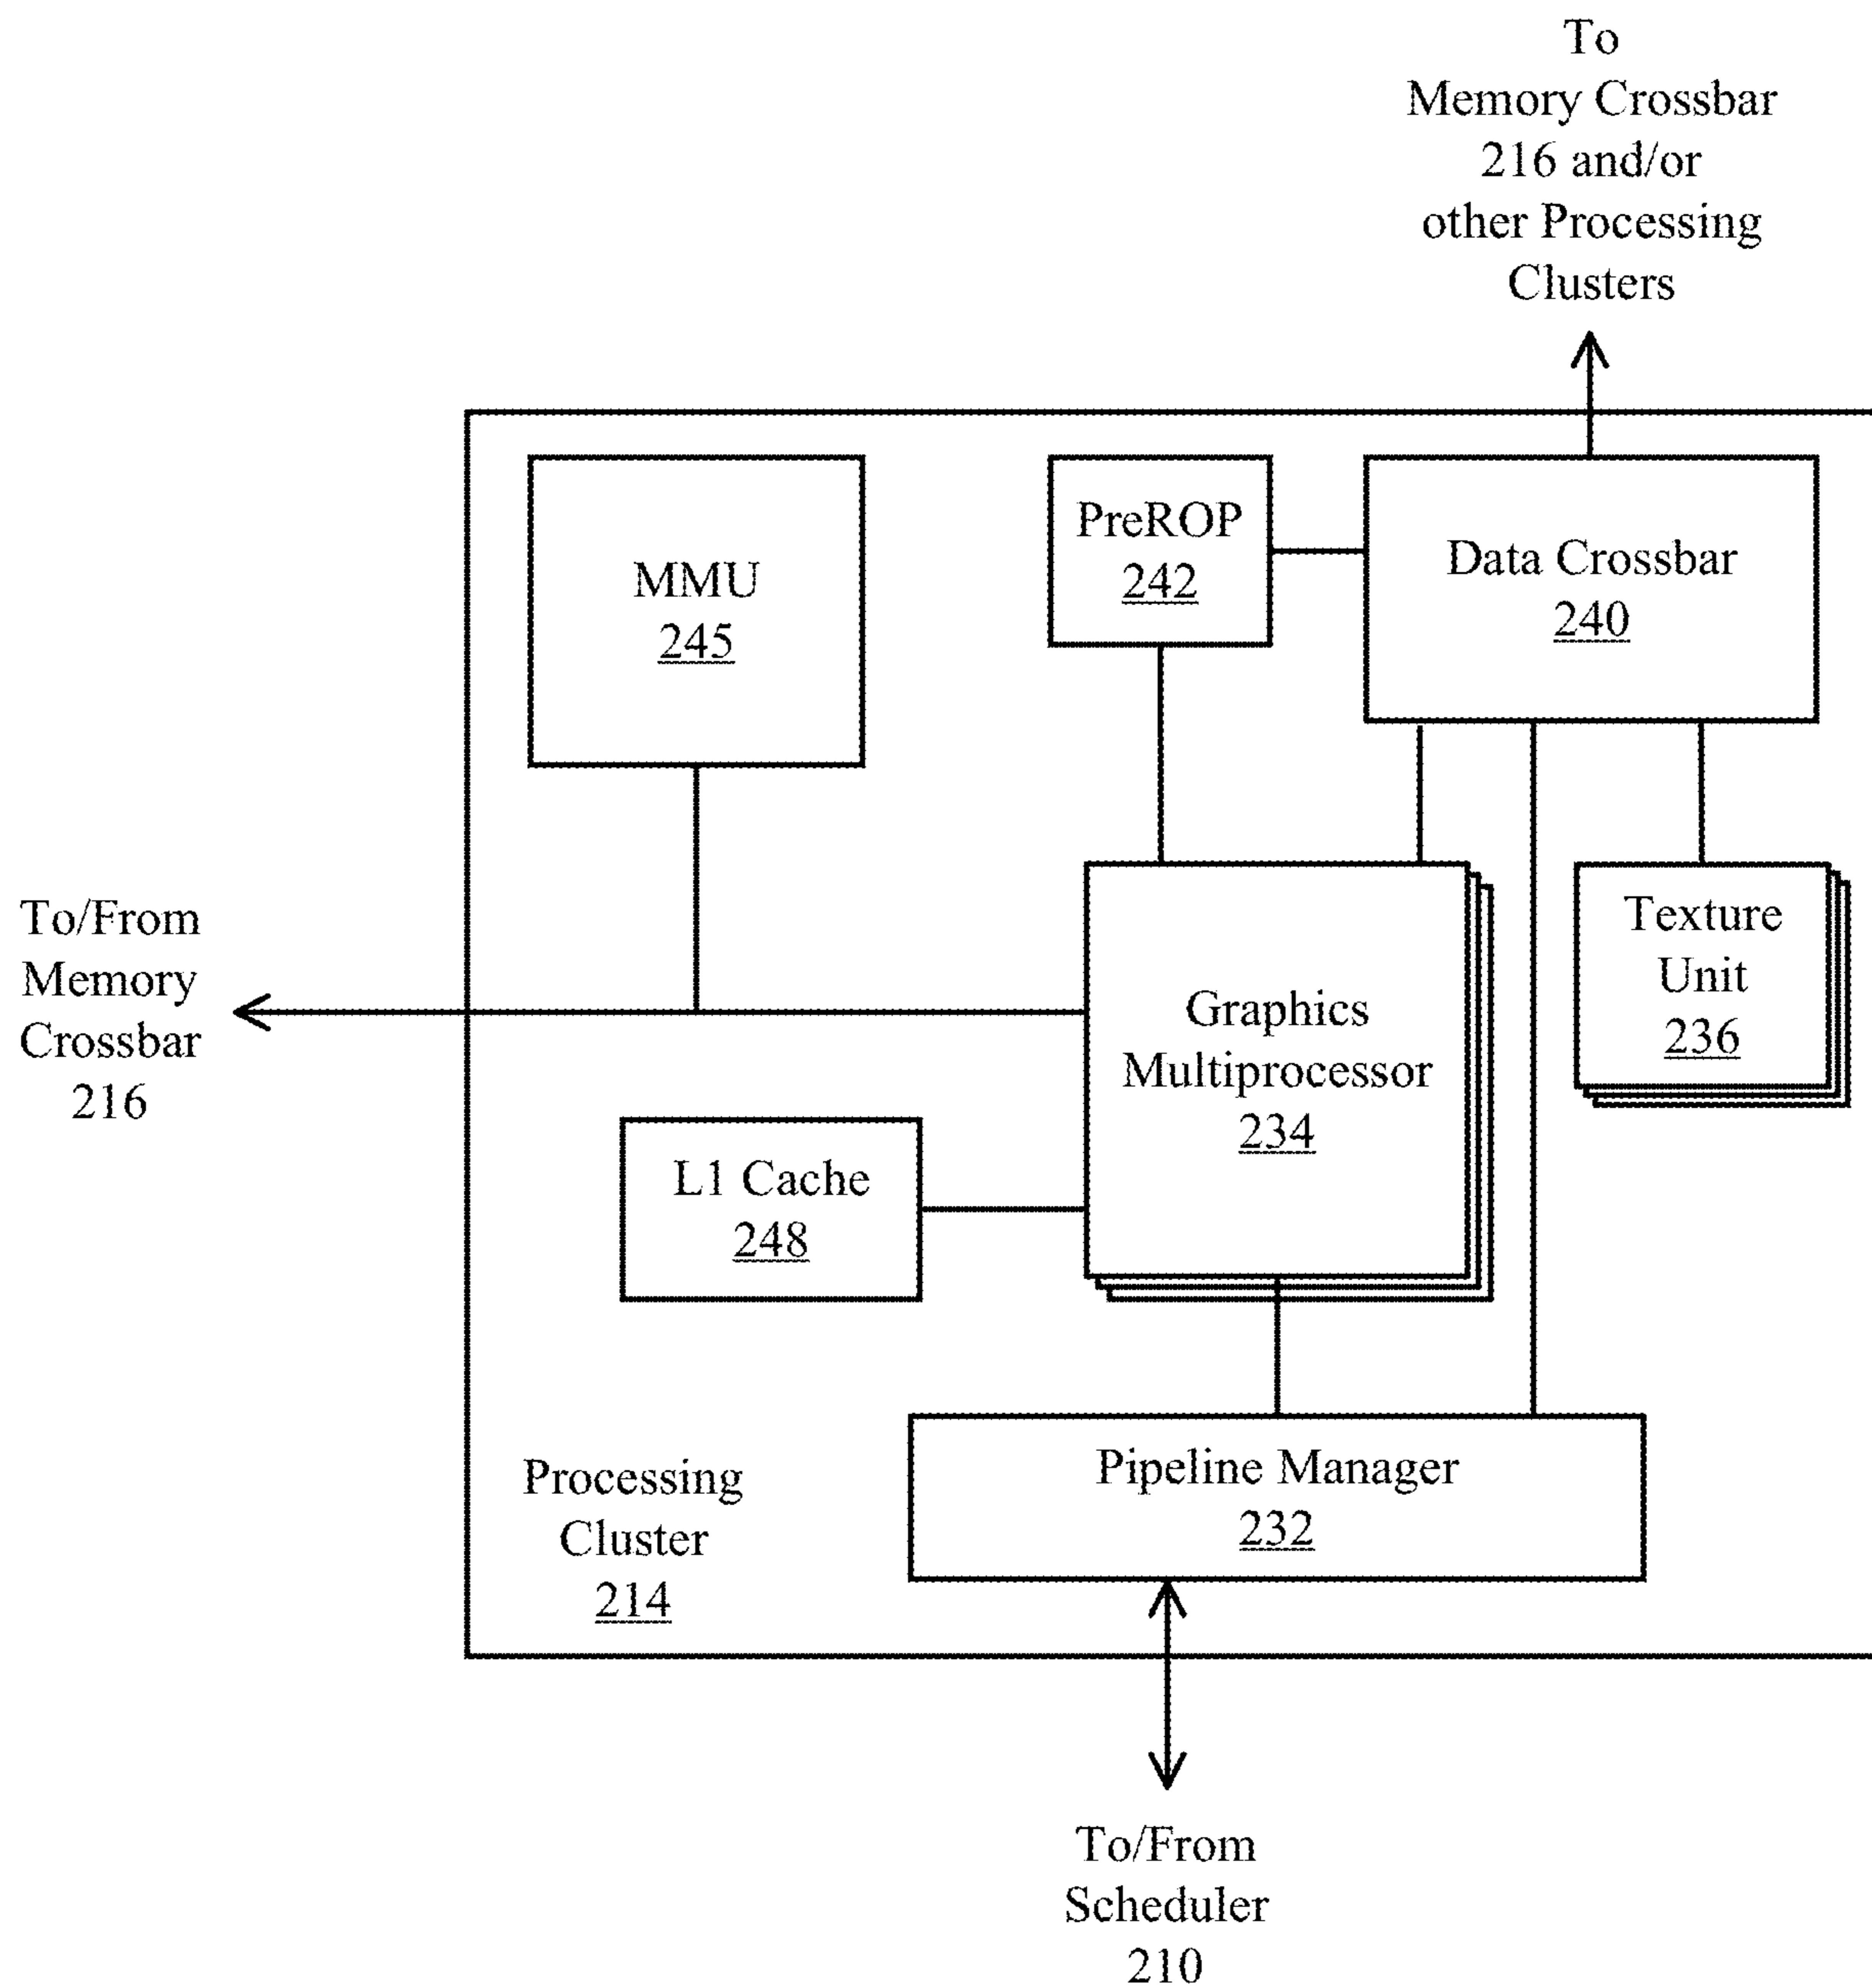 To
Memory Crossbar
216 and/or
other Processing
Clusters
MMU
245
PreROP
242
Data Crossbar
240
To/From
Memory
Crossbar
216
Graphics
Multiprocessor
234
Texture
Unit
236
L1 Cache
248
Processing
Cluster
214
Pipeline Manager
232
To/From
Scheduler
210